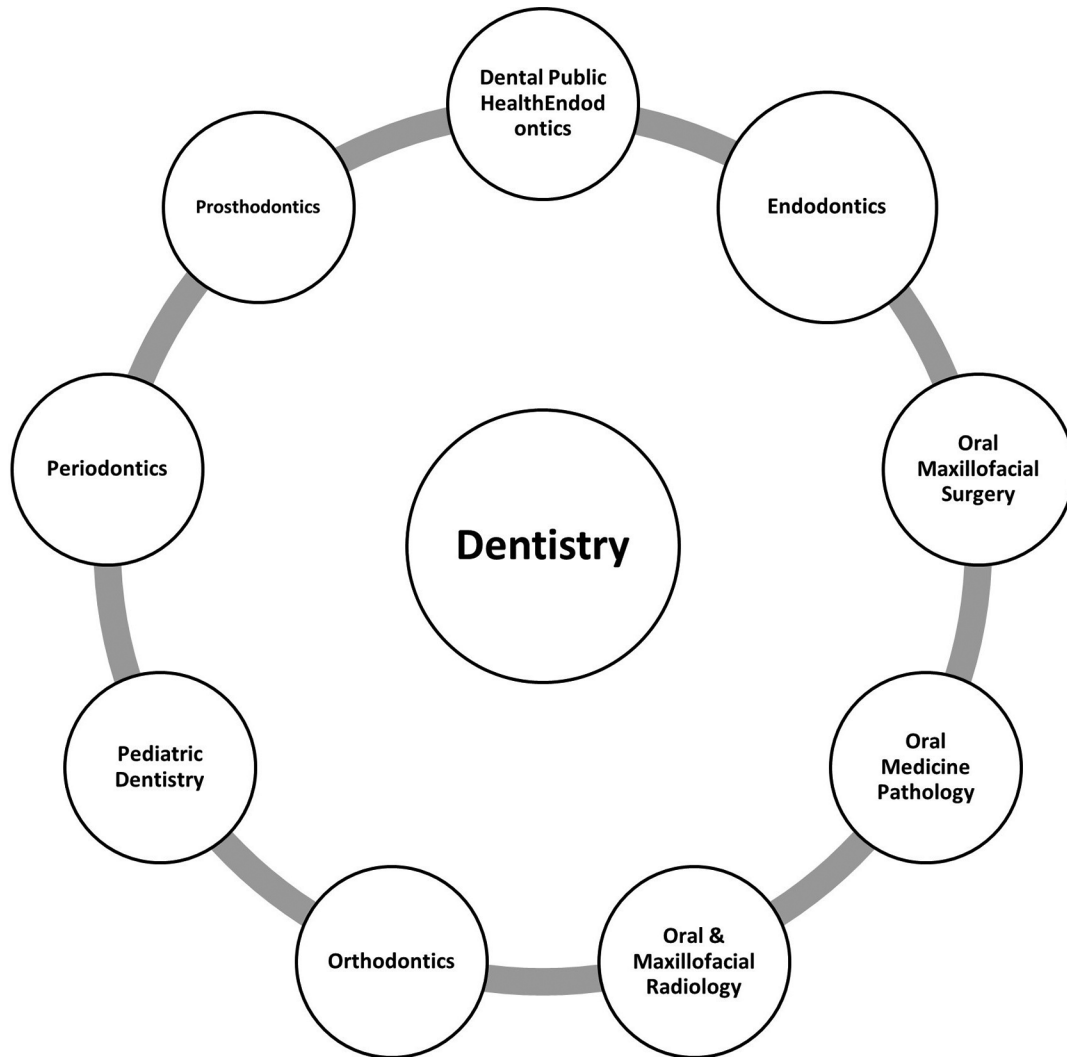 Dental Public
HealthEndod
ontics
Endodontics
Oral
Maxillofacial
Surgery
Oral
Medicine
Pathology
Oral &
Maxillofacial
Radiology
Orthodontics
Pediatric
Dentistry
Periodontics
Prosthodontics
Dentistry